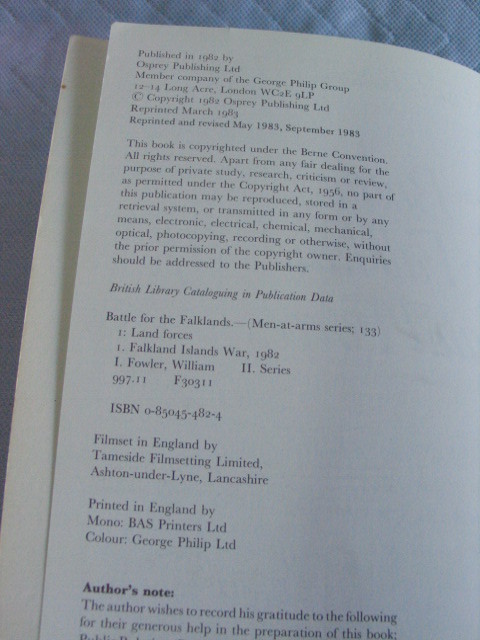 Published in 1982 by
Osprey Publishing Ltd
Member company of the George Philip Group
12–14 Long Acre, London WC2E 9LP
© Copyright 1982 Osprey Publishing Ltd
Reprinted March 1983
Reprinted and revised May 1983, September 1983
This book is copyrighted under the Berne Convention.
All rights reserved. Apart from any fair dealing for the
purpose of private study, research, criticism or review,
as permitted under the Copyright Act, 1956, no part of
this publication may be reproduced, stored in a
retrieval system, or transmitted in any form or by any
means, electronic, electrical, chemical, mechanical,
optical, photocopying, recording or otherwise, without
the prior permission of the copyright owner. Enquiries
should be addressed to the Publishers.
British Library Cataloguing in Publication Data
Battle for the Falklands.—(Men-at-arms series; 133)
1: Land forces
1. Falkland Islands War, 1982
I. Fowler, William II. Series
997.11 F30311
ISBN 0-85045-482-4
Filmset in England by
Tameside Filmsetting Limited,
Ashton-under-Lyne, Lancashire
Printed in England by
Mono: BAS Printers Ltd
Colour: George Philip Ltd
Author's note:
The author wishes to record his gratitude to the following
for their generous help in the preparation of this book: